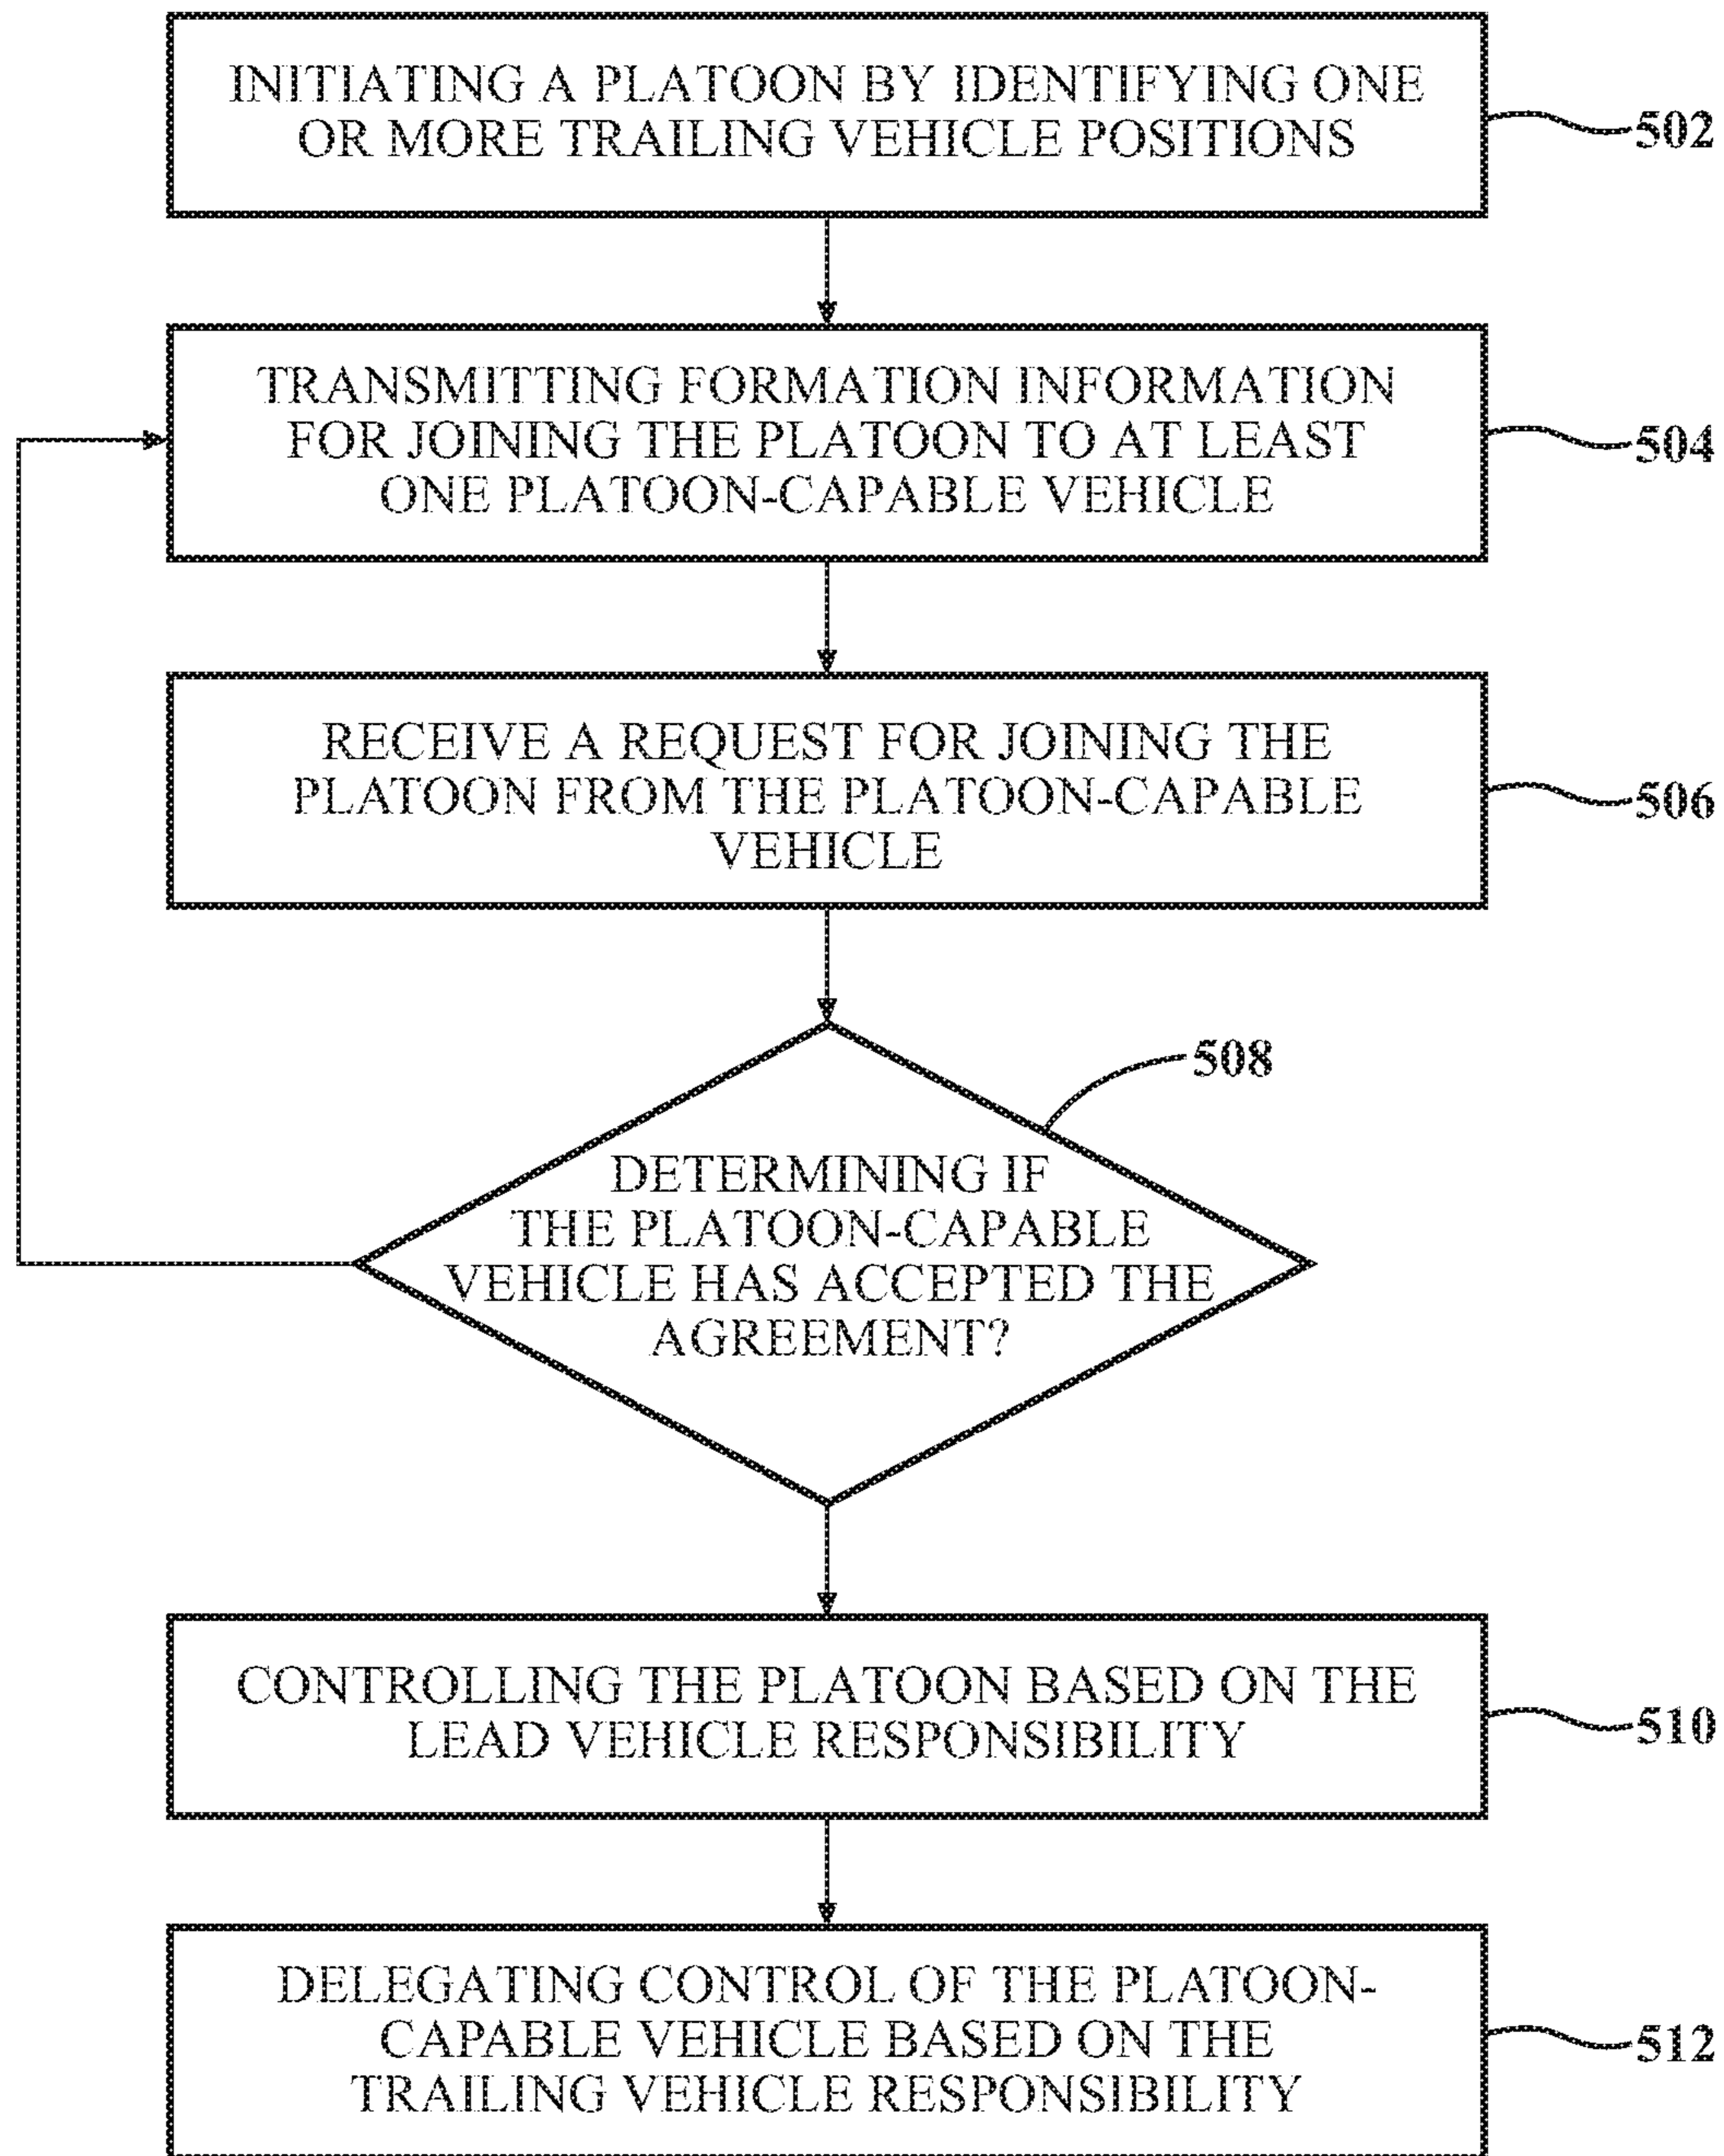 INITIATING A PLATOON BY IDENTIFYING ONE
OR MORE TRAILING VEHICLE POSITIONS
502
TRANSMITTING FORMATION INFORMATION
FOR JOINING THE PLATOON TO AT LEAST
ONE PLATOON-CAPABLE VEHICLE
504
RECEIVE A REQUEST FOR JOINING THE
PLATOON FROM THE PLATOON-CAPABLE
VEHICLE
506
508
DETERMINING IF
THE PLATOON-CAPABLE
VEHICLE HAS ACCEPTED THE
AGREEMENT?
CONTROLLING THE PLATOON BASED ON THE
LEAD VEHICLE RESPONSIBILITY
510
DELEGATING CONTROL OF THE PLATOON-
CAPABLE VEHICLE BASED ON THE
TRAILING VEHICLE RESPONSIBILITY
512